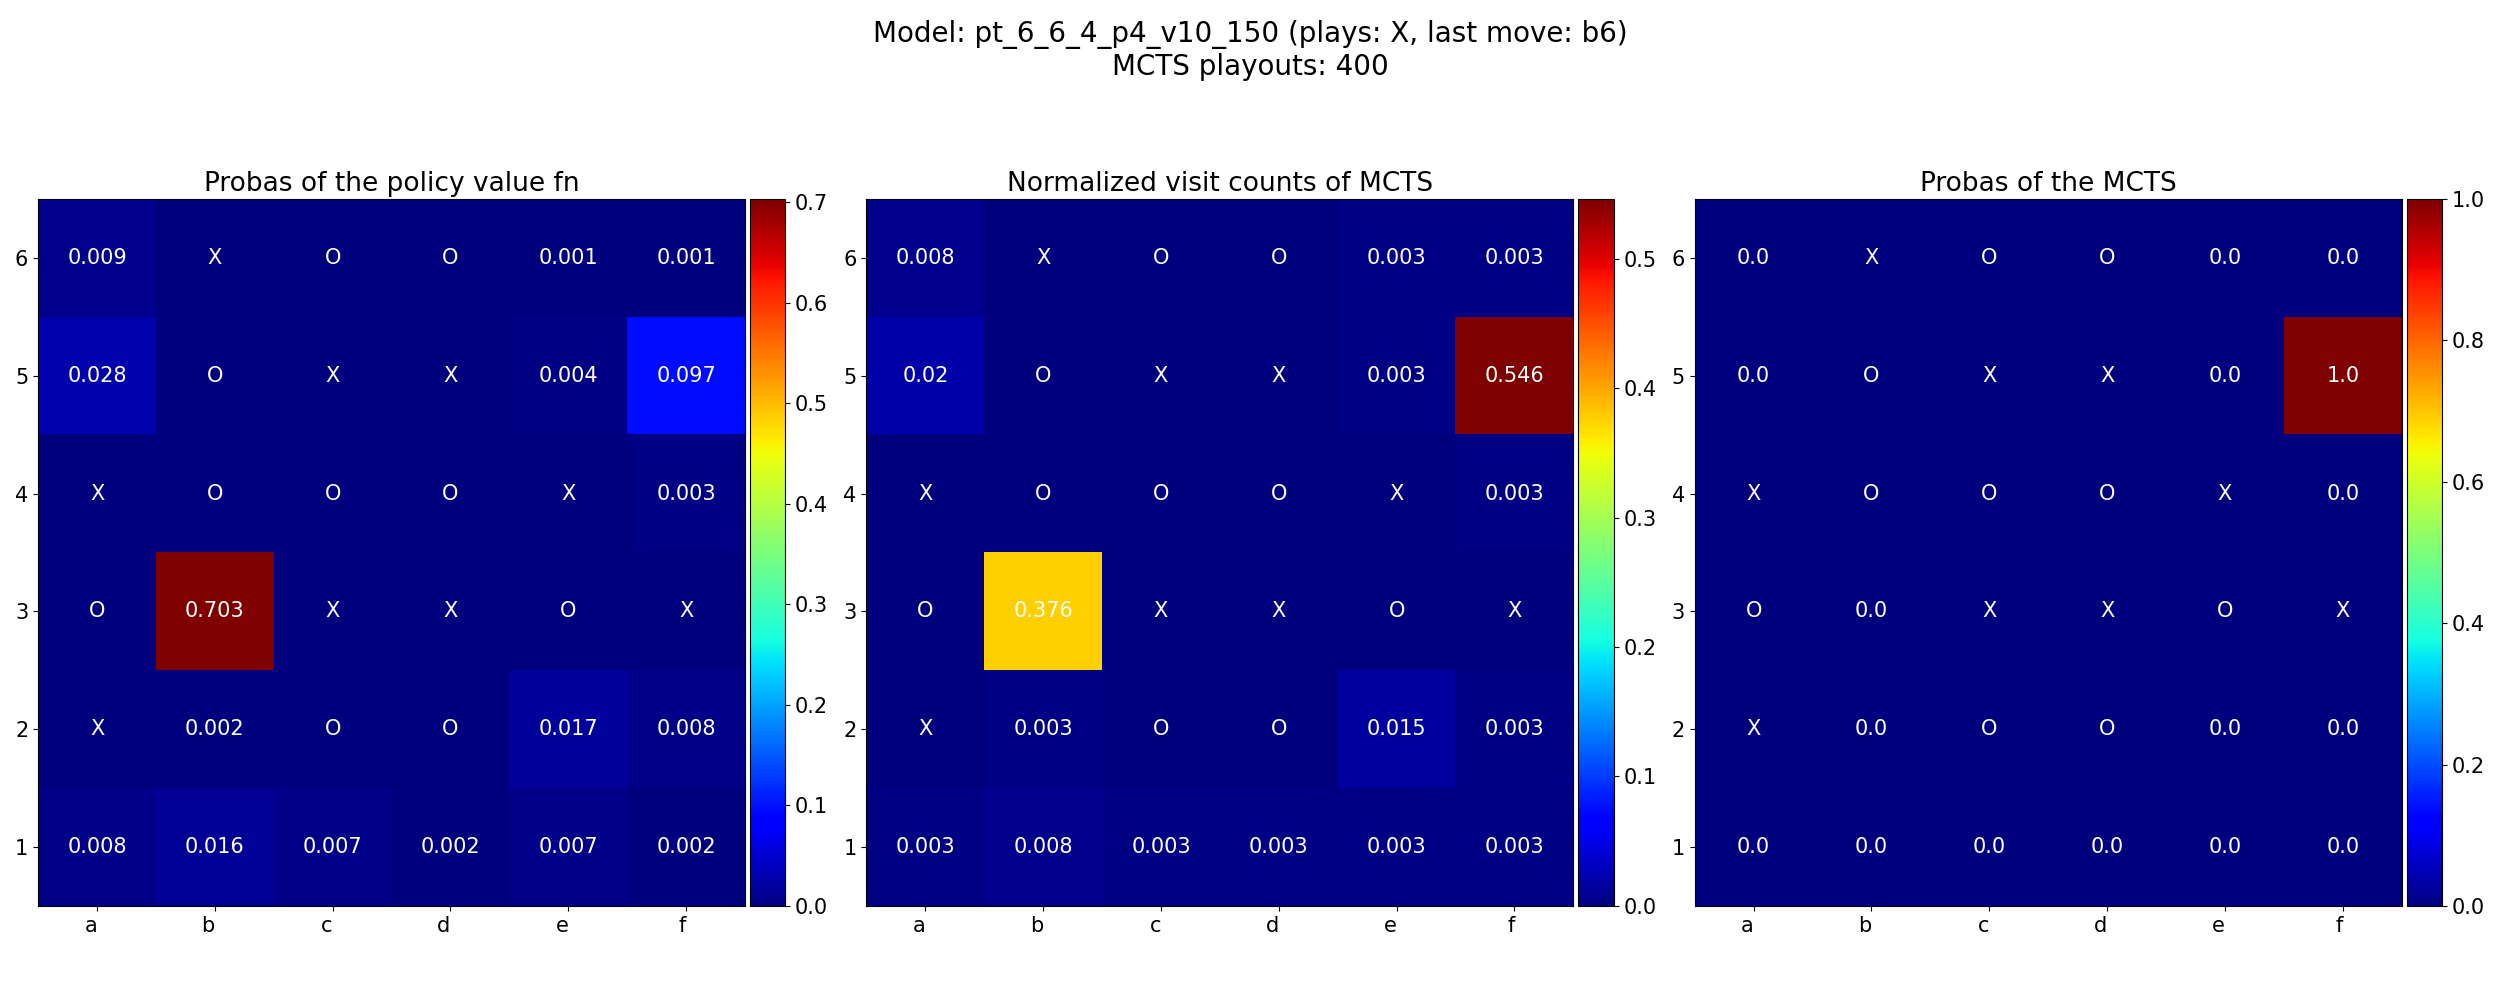 Model: pt_6_6_4_p4_v10_150 (plays: X, last move: b6)
MCTS playouts: 400
Probas of the policy value fn
6 0.009 X O O 0.001 0.001
5 0.028 O X X 0.004 0.097
4 X O O O X 0.003
3 O 0.703 X X O X
2 X 0.002 O O 0.017 0.008
1 0.008 0.016 0.007 0.002 0.007 0.002
a b c d e f
0.7
0.6
0.5
0.4
0.3
0.2
0.1
0.0
Normalized visit counts of MCTS
6 0.008 X O O 0.003 0.003
5 0.02 O X X 0.003 0.546
4 X O O O X 0.003
3 O 0.376 X X O X
2 X 0.003 O O 0.015 0.003
1 0.003 0.008 0.003 0.003 0.003 0.003
a b c d e f
0.5
0.4
0.3
0.2
0.1
0.0
Probas of the MCTS
6 0.0 X O O 0.0 0.0
5 0.0 O X X 0.0 1.0
4 X O O O X 0.0
3 O 0.0 X X O X
2 X 0.0 O O 0.0 0.0
1 0.0 0.0 0.0 0.0 0.0 0.0
a b c d e f
1.0
0.8
0.6
0.4
0.2
0.0